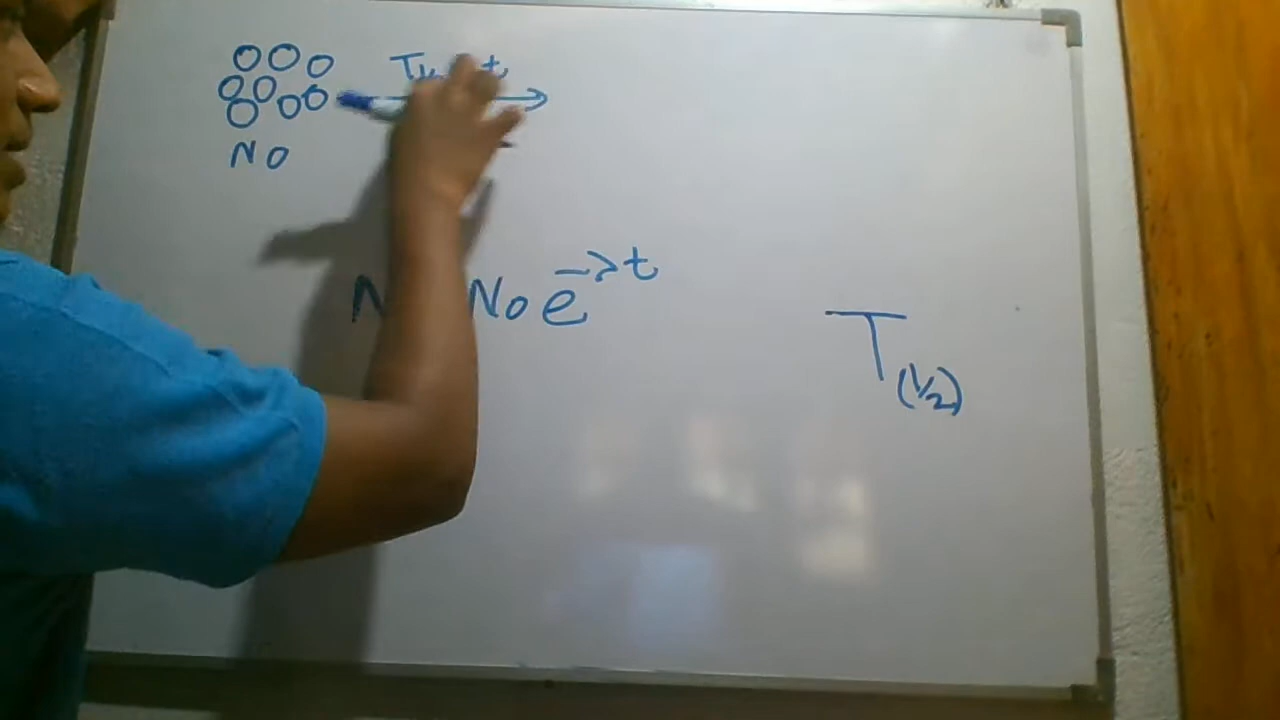 No
No e^-λt
T(1/2)